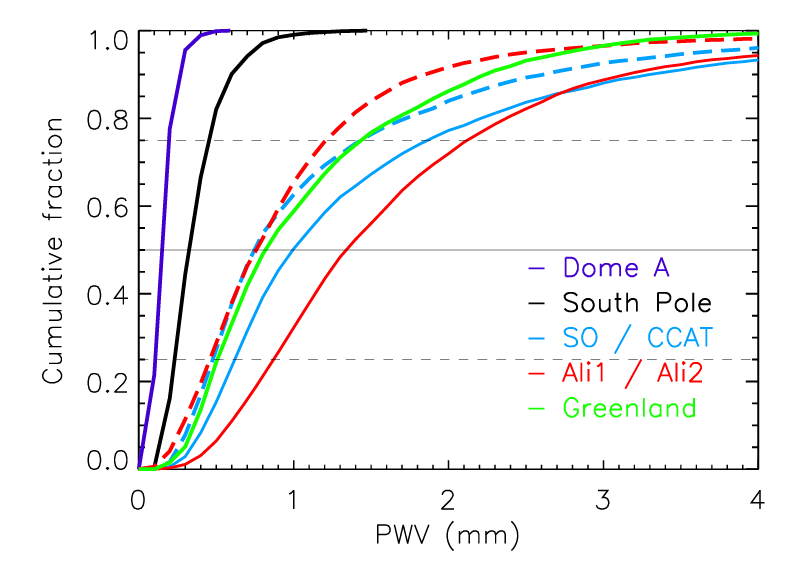 1.0
0.8
0.6
0.4
0.2
0.0
Cumulative fraction
Dome A
South Pole
SO / CCAT
Ali1 / Ali2
Greenland
0 1 2 3 4
PWV (mm)